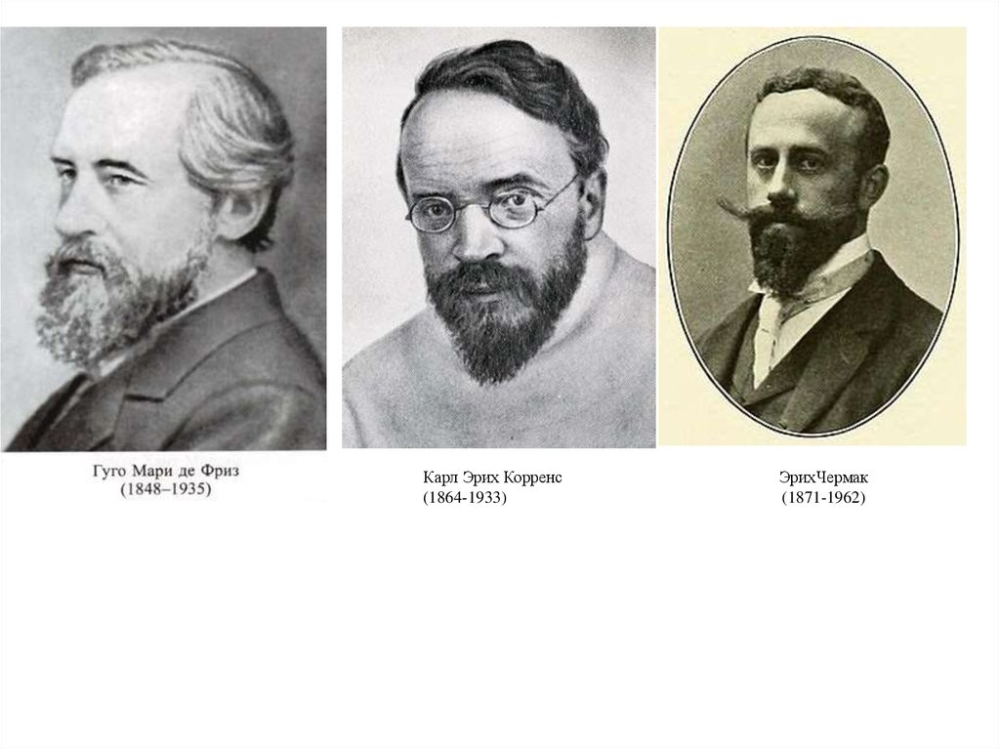 Гуго Мари де Фриз
(1848–1935)
Карл Эрих Корренс
(1864-1933)
ЭрихЧермак
(1871-1962)